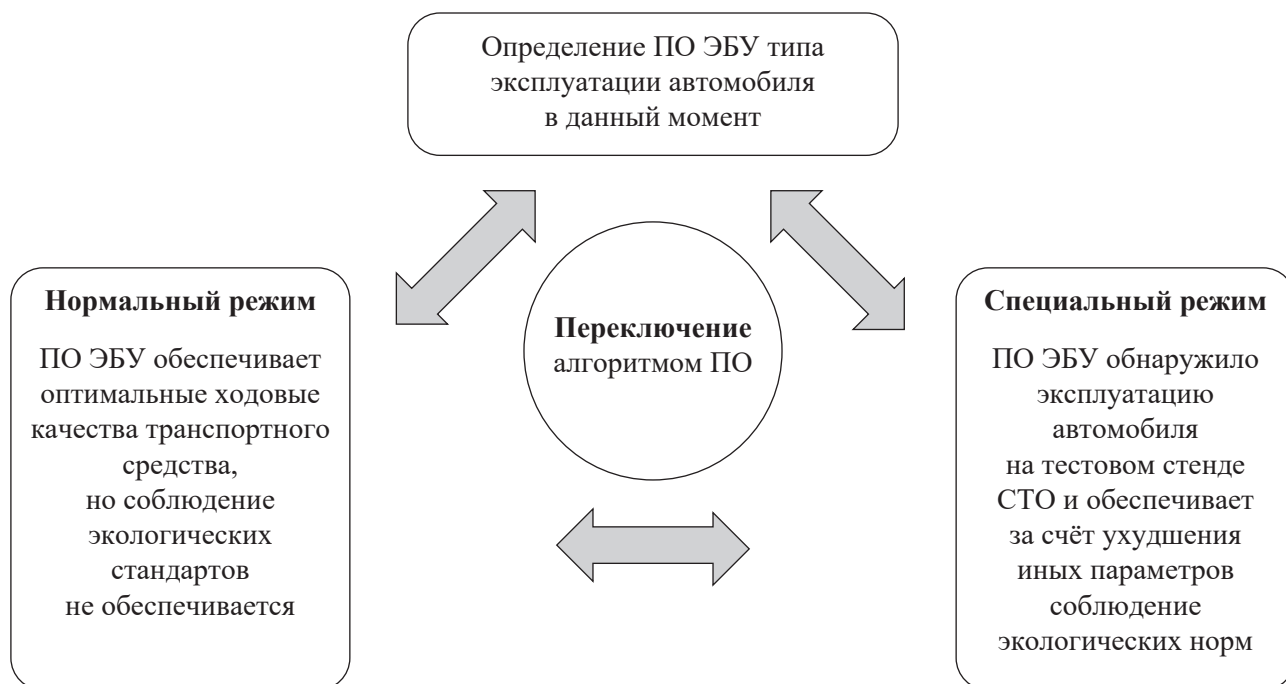 Определение ПО ЭБУ типа
эксплуатации автомобиля
в данный момент
Нормальный режим
ПО ЭБУ обеспечивает
оптимальные ходовые
качества транспортного
средства,
но соблюдение
экологических
стандартов
не обеспечивается
Переключение
алгоритмом ПО
Специальный режим
ПО ЭБУ обнаружило
эксплуатацию
автомобиля
на тестовом стенде
СТО и обеспечивает
за счёт ухудшения
иных параметров
соблюдение
экологических норм